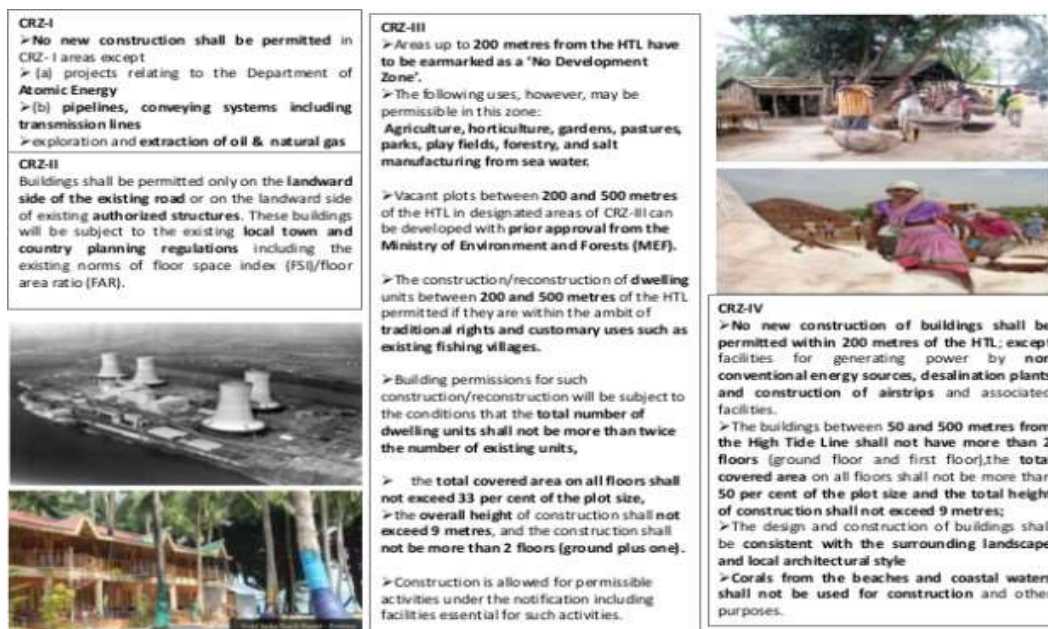 CRZ-I
➢No new construction shall be permitted in
CRZ- I areas except
➢ (a) projects relating to the Department of
Atomic Energy
➢(b) pipelines, conveying systems including
transmission lines
➢exploration and extraction of oil & natural gas
CRZ-II
Buildings shall be permitted only on the landward
side of the existing road or on the landward side
of existing authorized structures. These buildings
will be subject to the existing local town and
country planning regulations including the
existing norms of floor space index (FSI)/floor
area ratio (FAR).
CRZ-III
➢Areas up to 200 metres from the HTL have
to be earmarked as a 'No Development
Zone'.
➢The following uses, however, may be
permissible in this zone:
Agriculture, horticulture, gardens, pastures,
parks, play fields, forestry, and salt
manufacturing from sea water.
➢Vacant plots between 200 and 500 metres
of the HTL in designated areas of CRZ-III can
be developed with prior approval from the
Ministry of Environment and Forests (MEF).
➢The construction/reconstruction of dwelling
units between 200 and 500 metres of the HTL
permitted if they are within the ambit of
traditional rights and customary uses such as
existing fishing villages.
➢Building permissions for such
construction/reconstruction will be subject to
the conditions that the total number of
dwelling units shall not be more than twice
the number of existing units,
➢ the total covered area on all floors shall
not exceed 33 per cent of the plot size,
➢the overall height of construction shall not
exceed 9 metres, and the construction shall
not be more than 2 floors (ground plus one).
➢Construction is allowed for permissible
activities under the notification including
facilities essential for such activities.
CRZ-IV
➢No new construction of buildings shall be
permitted within 200 metres of the HTL; except
facilities for generating power by non
conventional energy sources, desalination plants
and construction of airstrips and associated
facilities.
➢The buildings between 50 and 500 metres from
the High Tide Line shall not have more than 2
floors (ground floor and first floor),the total
covered area on all floors shall not be more than
50 per cent of the plot size and the total height
of construction shall not exceed 9 metres;
➢The design and construction of buildings shall
be consistent with the surrounding landscape
and local architectural style
➢Corals from the beaches and coastal waters
shall not be used for construction and other
purposes.